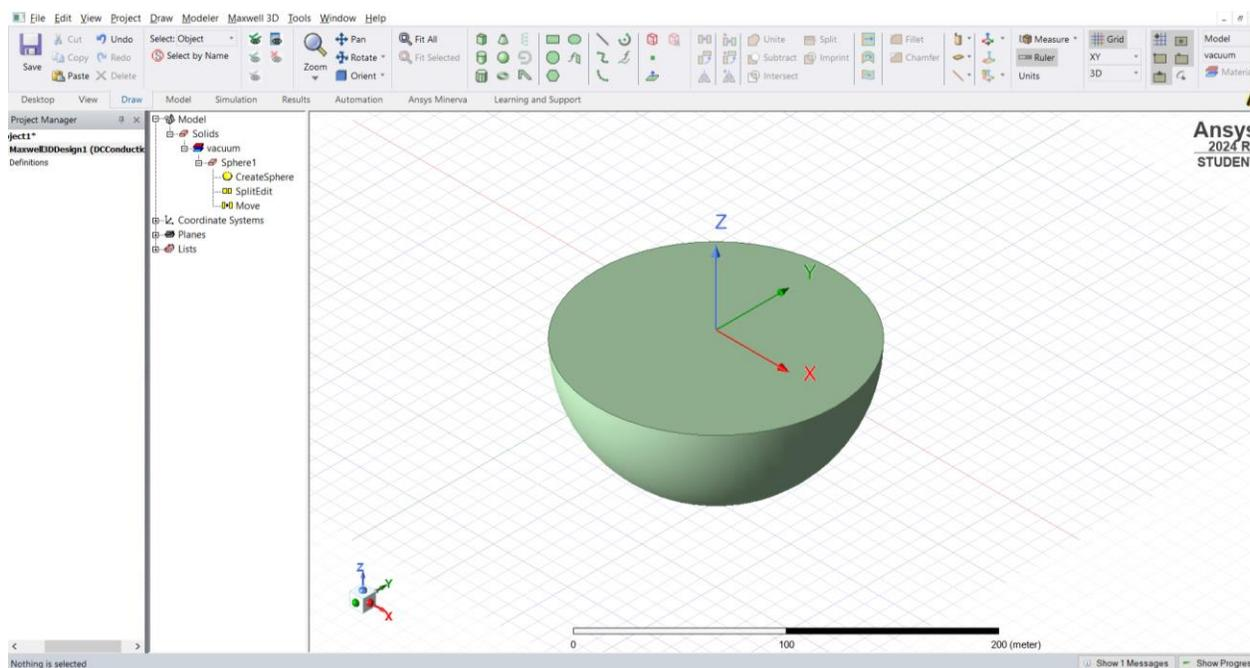 File Edit View Project Draw Modeler Maxwell 3D Tools Window Help
Save
Cut
Undo
Copy
Redo
Paste
Delete
Select: Object
Select by Name
Zoom
Pan
Rotate
Orient
Fit All
Fit Selected
Unite
Split
Subtract
Imprint
Intersect
Fillet
Chamfer
Measure
Ruler
Units
Grid
XY
3D
Model
vacuum
Materia
Desktop View Draw Model Simulation Results Automation Ansys Minerva Learning and Support
Project Manager
ject1*
Maxwell3DDesign1 (DCConductic
Definitions
Model
Solids
vacuum
Sphere1
CreateSphere
SplitEdit
Move
Coordinate Systems
Planes
Lists
Ansys
2024 R
STUDEN
Z
Y
X
Z
Y
X
0 100 200 (meter)
Nothing is selected
Show 1 Messages
Show Progres